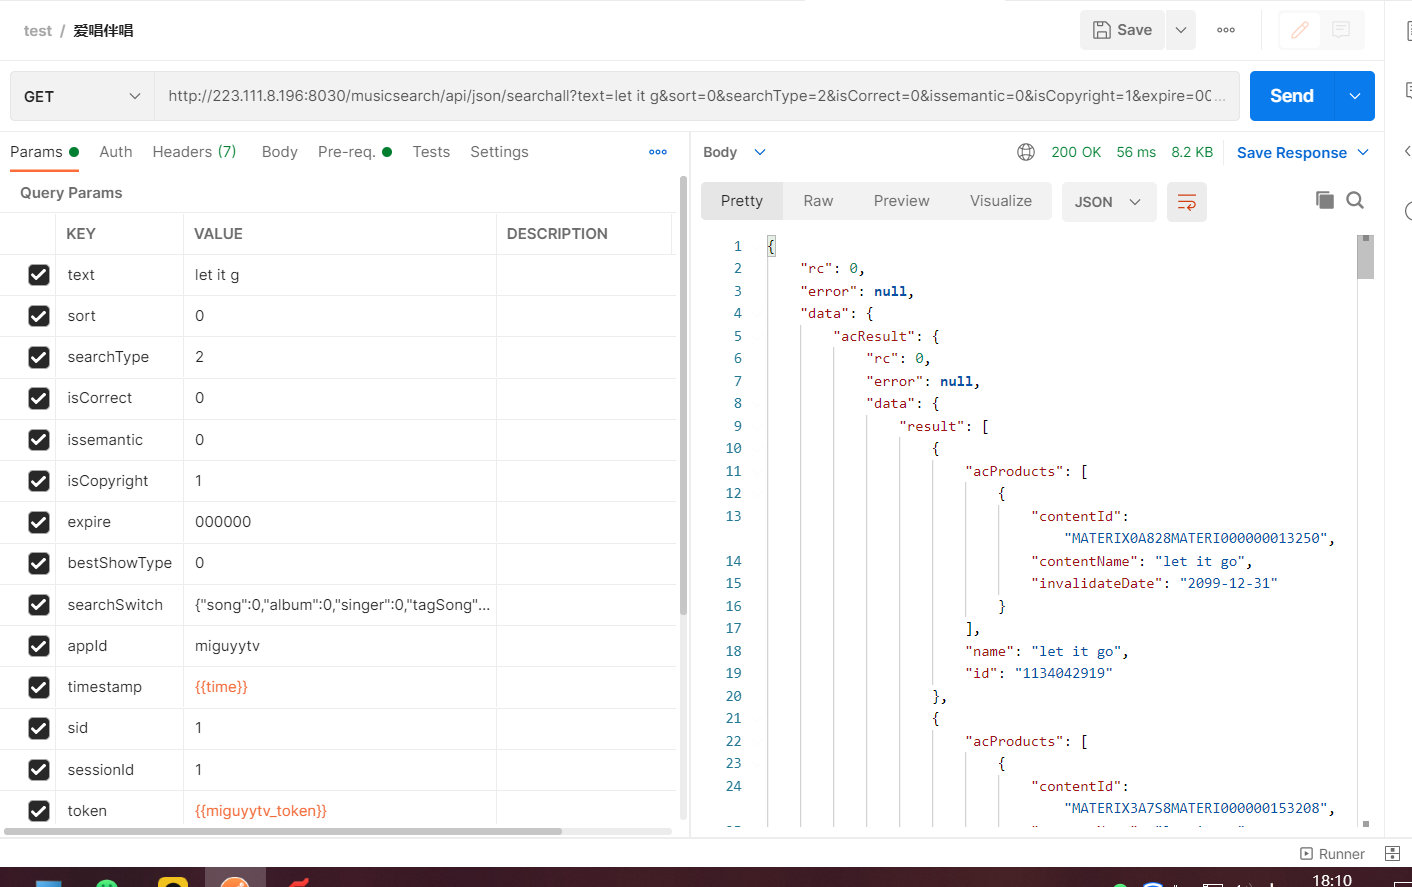 test / 爱唱伴唱
Save
GET
http://223.111.8.196:8030/musicsearch/api/json/searchall?text=let it g&sort=0&searchType=2&isCorrect=0&issemantic=0&isCopyright=1&expire=00...
Send
Params Auth Headers (7) Body Pre-req. Tests Settings
Body 200 OK 56 ms 8.2 KB Save Response
Query Params
Pretty Raw Preview Visualize JSON
KEY VALUE DESCRIPTION
text let it g
sort 0
searchType 2
isCorrect 0
issemantic 0
isCopyright 1
expire 000000
bestShowType 0
searchSwitch {"song":0,"album":0,"singer":0,"tagSong"...
appId miguyytv
timestamp {{time}}
sid 1
sessionId 1
token {{miguyytv_token}}
1 {
2 "rc": 0,
3 "error": null,
4 "data": {
5 "acResult": {
6 "rc": 0,
7 "error": null,
8 "data": {
9 "result": [
10 {
11 "acProducts": [
12 {
13 "contentId":
"MATERIX0A828MATERI000000013250",
14 "contentName": "let it go",
15 "invalidateDate": "2099-12-31"
16 }
17 ],
18 "name": "let it go",
19 "id": "1134042919"
20 },
21 {
22 "acProducts": [
23 {
24 "contentId":
"MATERIX3A7S8MATERI000000153208",
Runner
18:10